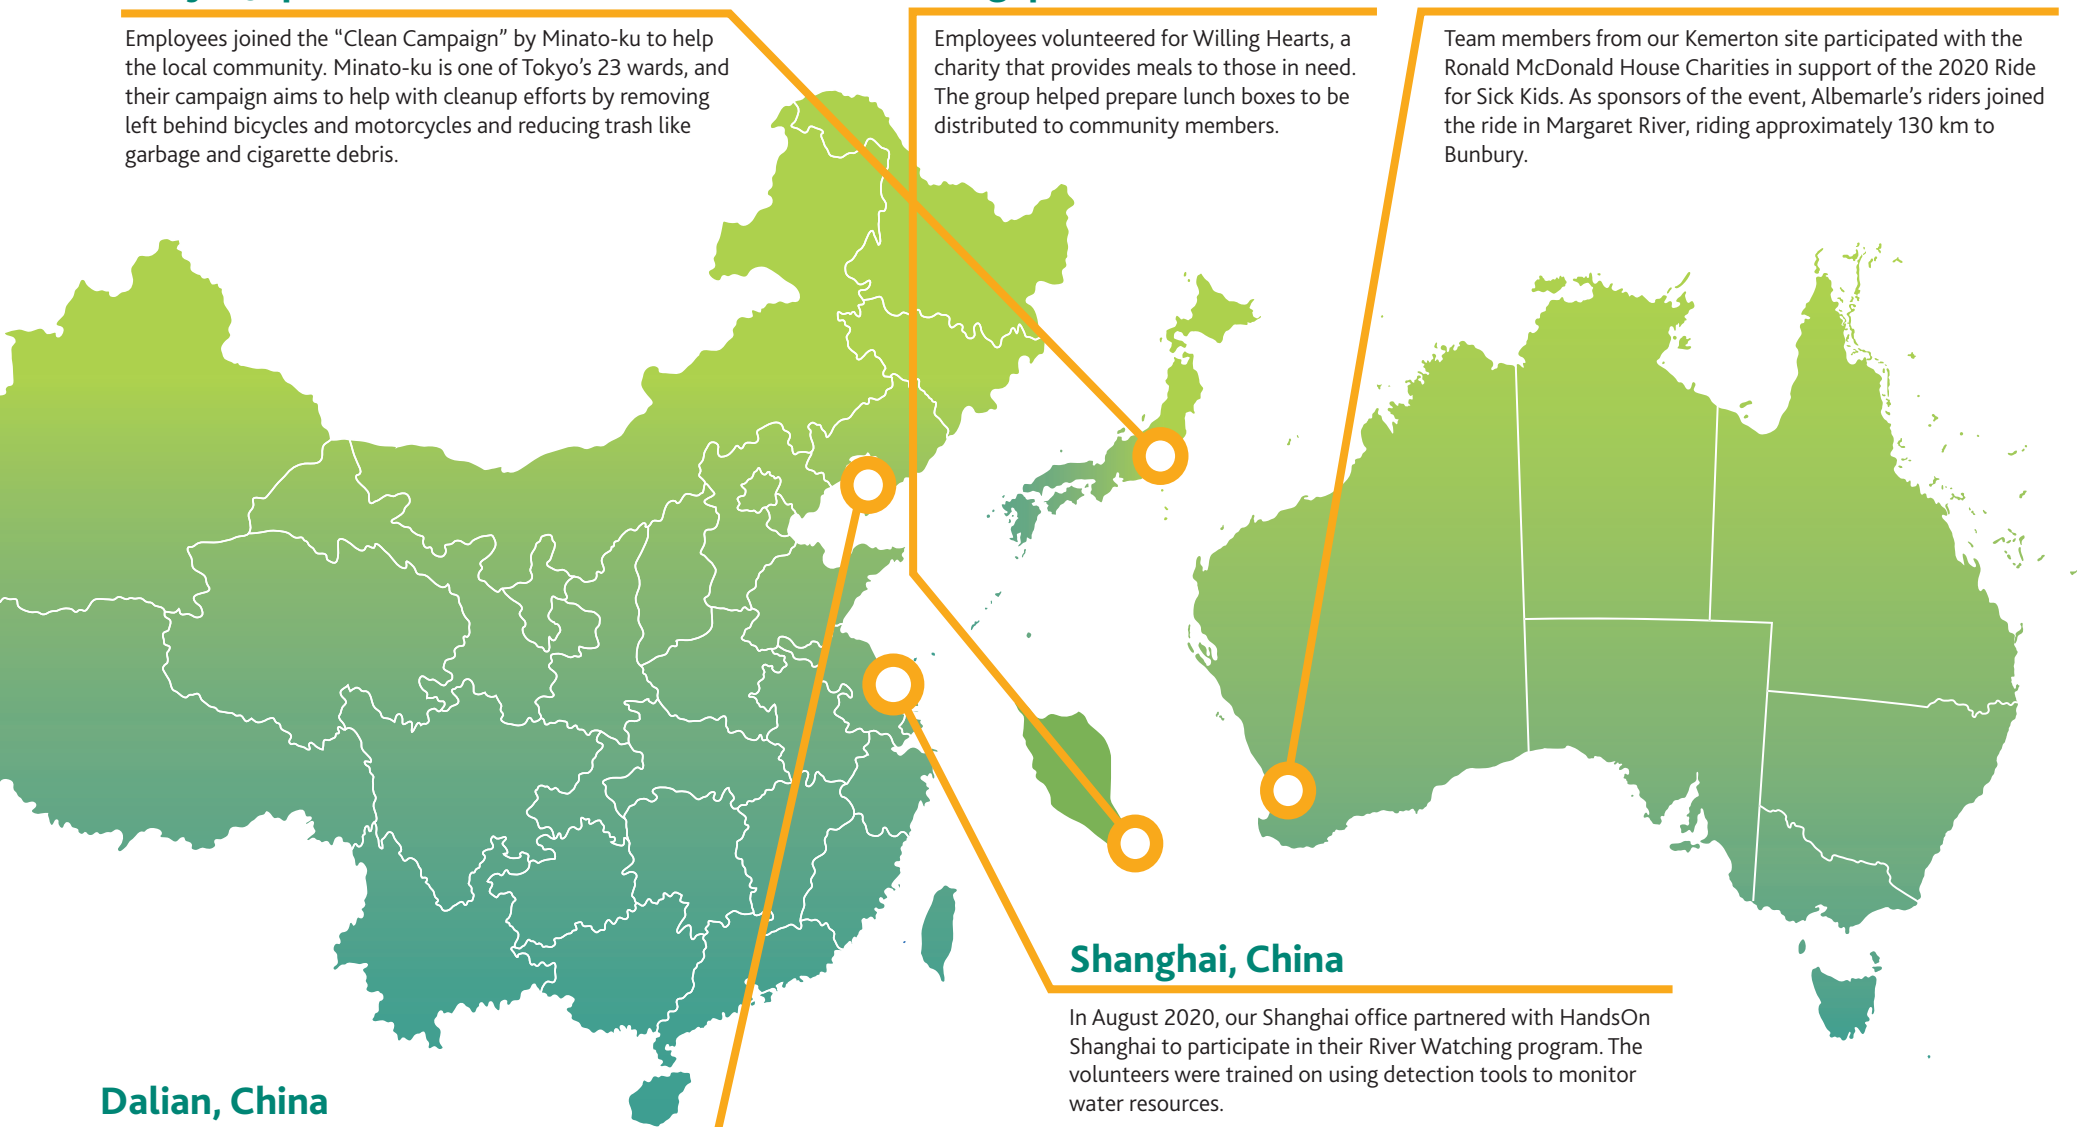 Employees joined the “Clean Campaign” by Minato-ku to help
the local community. Minato-ku is one of Tokyo’s 23 wards, and
their campaign aims to help with cleanup efforts by removing
left behind bicycles and motorcycles and reducing trash like
garbage and cigarette debris.
Employees volunteered for Willing Hearts, a
charity that provides meals to those in need.
The group helped prepare lunch boxes to be
distributed to community members.
Team members from our Kemerton site participated with the
Ronald McDonald House Charities in support of the 2020 Ride
for Sick Kids. As sponsors of the event, Albemarle’s riders joined
the ride in Margaret River, riding approximately 130 km to
Bunbury.
Shanghai, China
In August 2020, our Shanghai office partnered with HandsOn
Shanghai to participate in their River Watching program. The
volunteers were trained on using detection tools to monitor
water resources.
Dalian, China